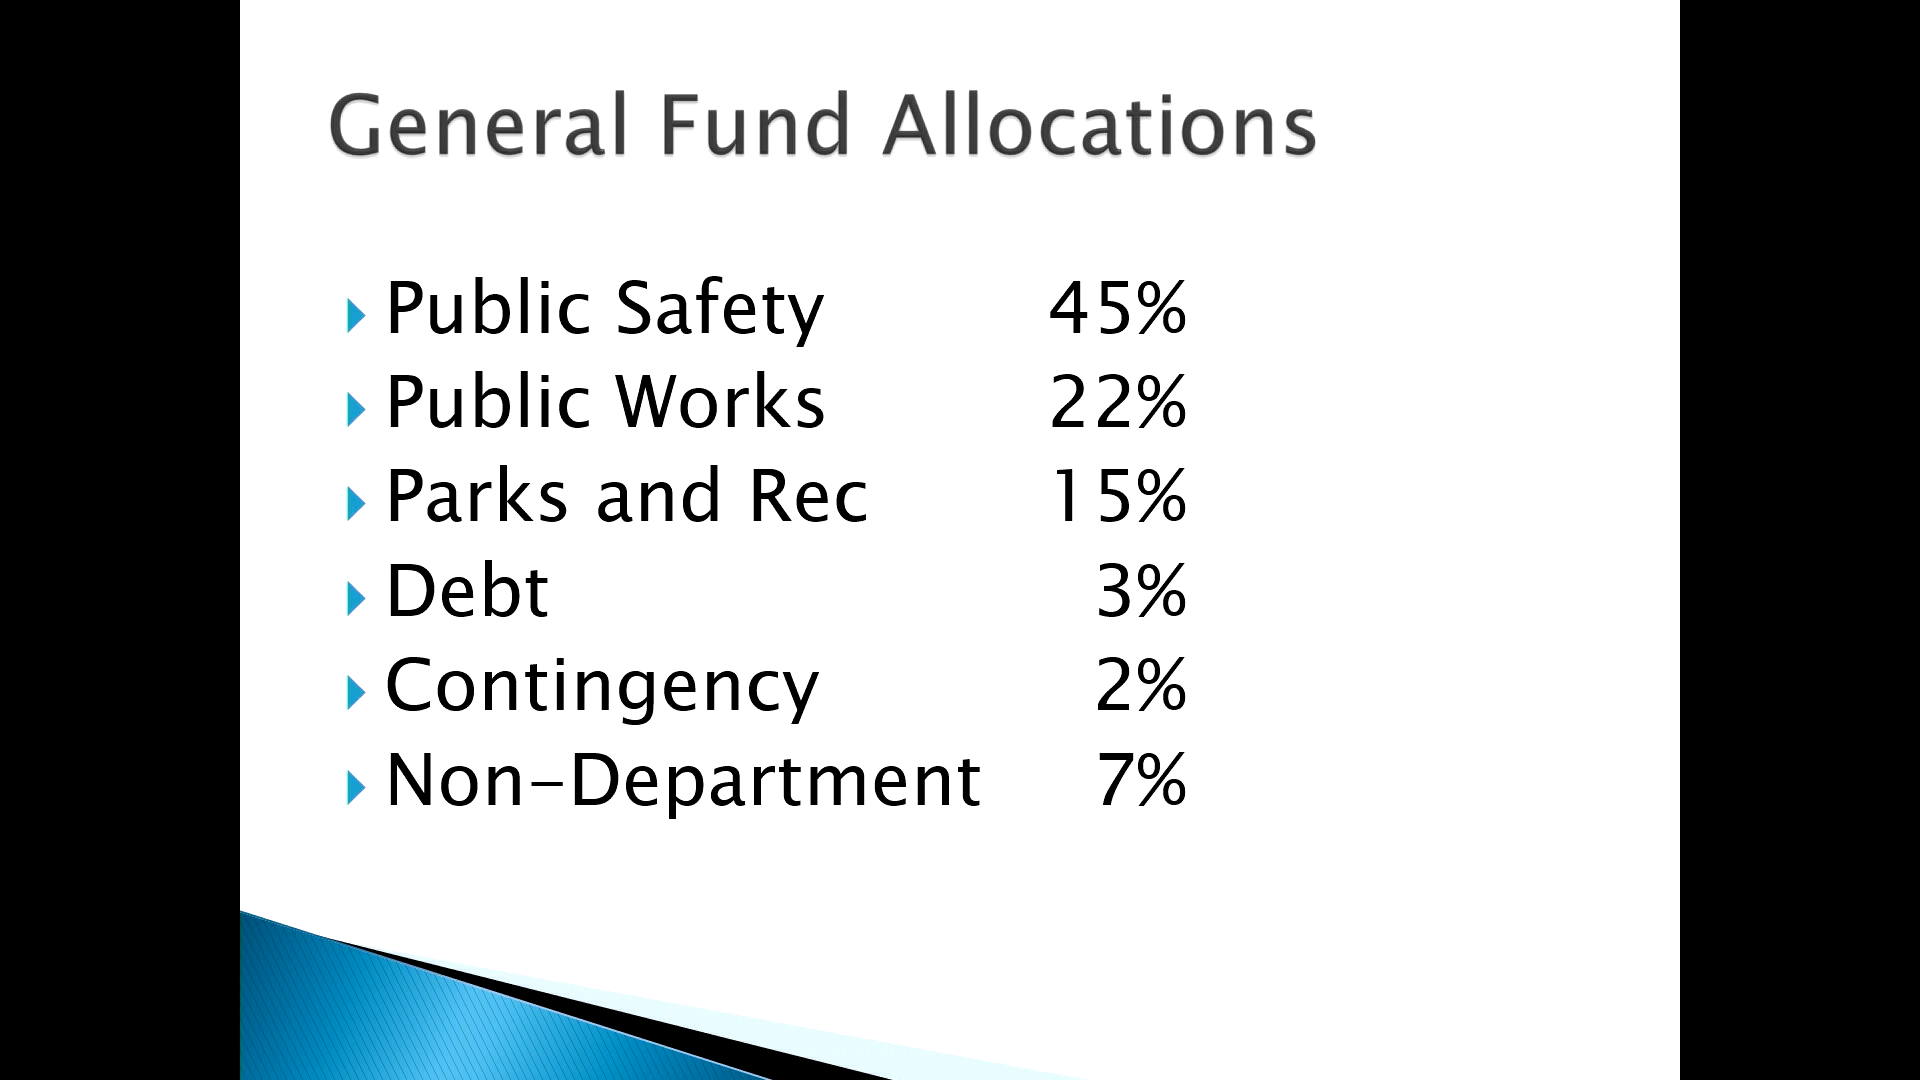 General Fund Allocations
Public Safety 45%
Public Works 22%
Parks and Rec 15%
Debt 3%
Contingency 2%
Non-Department 7%